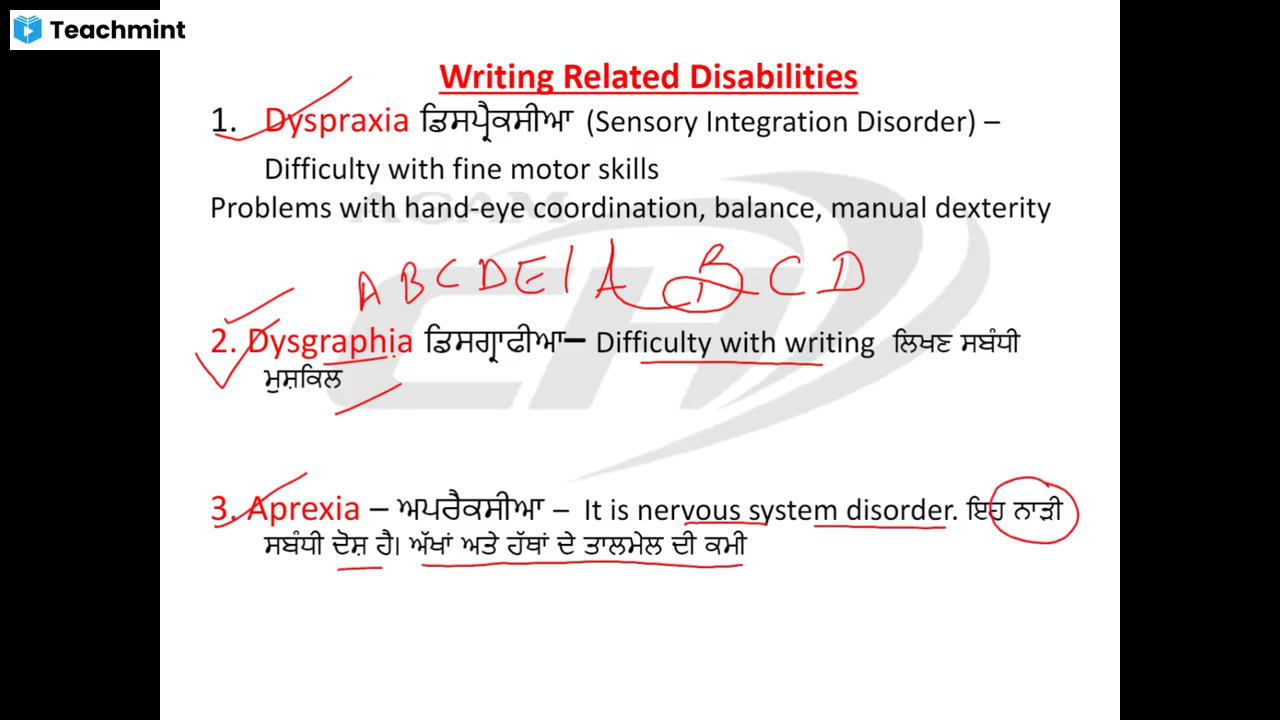 Teachmint
Writing Related Disabilities
1. Dyspraxia ਡਿਸਪ੍ਰੈਕਸੀਆ (Sensory Integration Disorder) –
Difficulty with fine motor skills
Problems with hand-eye coordination, balance, manual dexterity
A B C D E / A B C D
2. Dysgraphia ਡਿਸਗ੍ਰਾਫੀਆ– Difficulty with writing ਲਿਖਣ ਸਬੰਧੀ
ਮੁਸ਼ਕਿਲ
3. Aprexia – ਅਪਰੈਕਸੀਆ – It is nervous system disorder. ਇਹ ਨਾੜੀ
ਸਬੰਧੀ ਦੋਸ਼ ਹੈ। ਅੱਖਾਂ ਅਤੇ ਹੱਥਾਂ ਦੇ ਤਾਲਮੇਲ ਦੀ ਕਮੀ